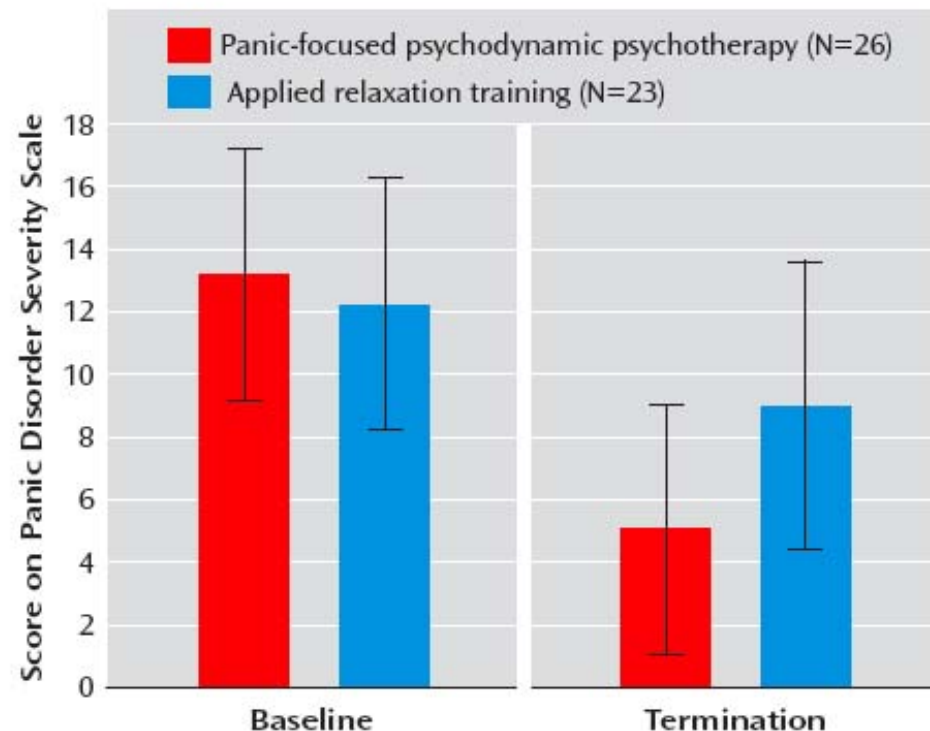 Panic-focused psychodynamic psychotherapy (N=26)
Applied relaxation training (N=23)
Score on Panic Disorder Severity Scale
18
16
14
12
10
8
6
4
2
0
Baseline
Termination